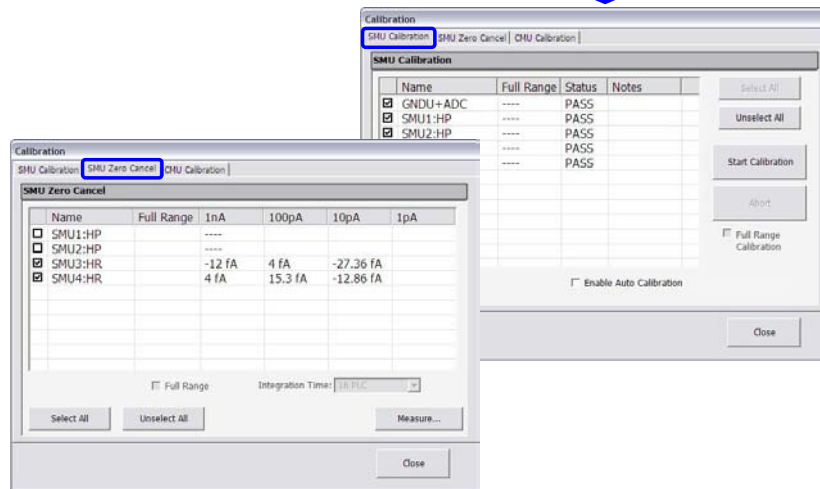 Calibration
SMU Calibration SMU Zero Cancel CMU Calibration
SMU Calibration
Name Full Range Status Notes
GNDU+ADC ---- PASS
SMU1:HP ---- PASS
SMU2:HP ---- PASS
---- PASS
---- PASS
Select All
Unselect All
Start Calibration
Abort
Full Range
Calibration
Enable Auto Calibration
Close
Calibration
SMU Calibration SMU Zero Cancel CMU Calibration
SMU Zero Cancel
Name Full Range 1nA 100pA 10pA 1pA
SMU1:HP ----
SMU2:HP ----
SMU3:HR -12 fA 4 fA -27.36 fA
SMU4:HR 4 fA 15.3 fA -12.86 fA
Full Range Integration Time: 16 PLC
Select All Unselect All Measure...
Close